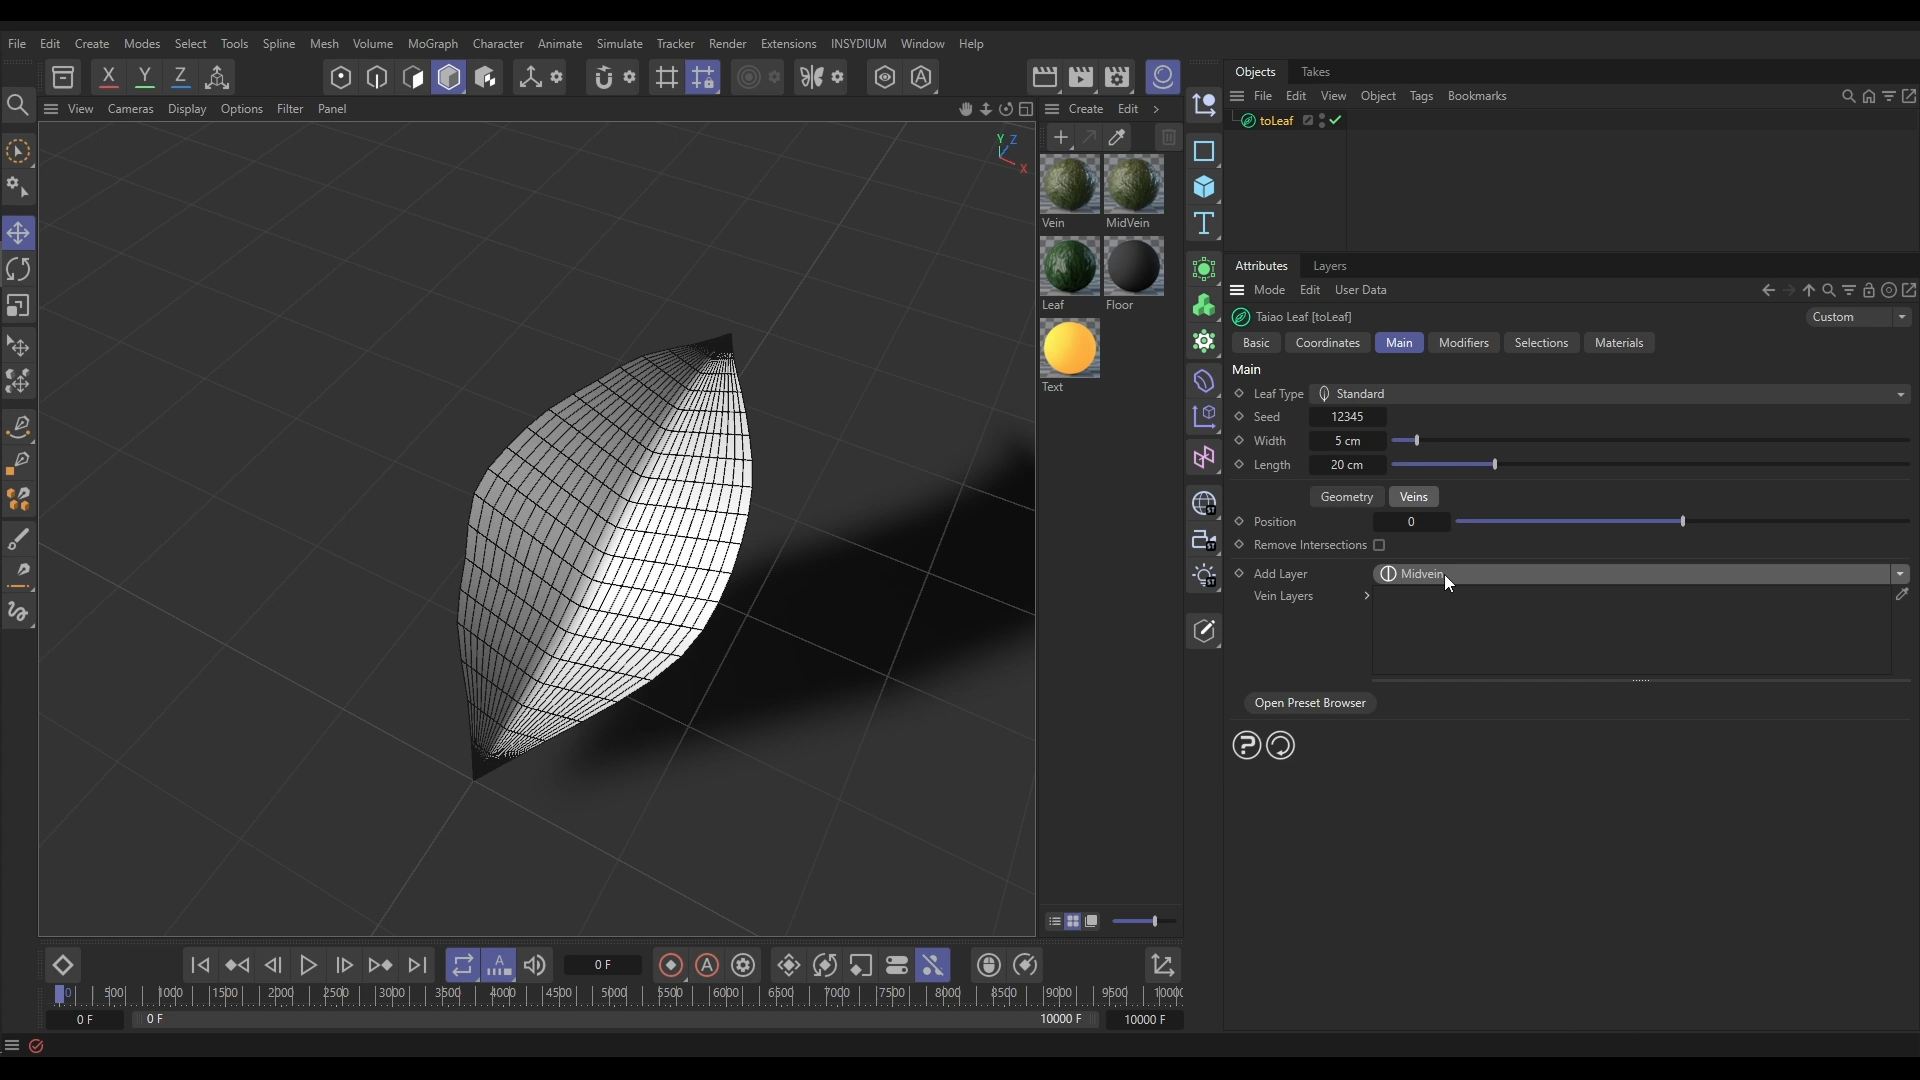 File Edit Create Modes Select Tools Spline Mesh Volume MoGraph Character Animate Simulate Tracker Render Extensions INSYDIUM Window Help
X Y Z
View Cameras Display Options Filter Panel
Y Z
X
Create Edit
Vein MidVein
Leaf Floor
Text
T
Objects Takes
File Edit View Object Tags Bookmarks
toLeaf
Attributes Layers
Mode Edit User Data
Taiao Leaf [toLeaf]
Custom
Basic Coordinates Main Modifiers Selections Materials
Main
Leaf Type Standard
Seed 12345
Width 5 cm
Length 20 cm
Geometry Veins
Position 0
Remove Intersections
Add Layer Midvein
Vein Layers
Open Preset Browser
?
ST
ST
ST
A
A
A
0 F
0 500 1000 1500 2000 2500 3000 3500 4000 4500 5000 5500 6000 6500 7000 7500 8000 8500 9000 9500 10000
0 F 0 F 10000 F 10000 F